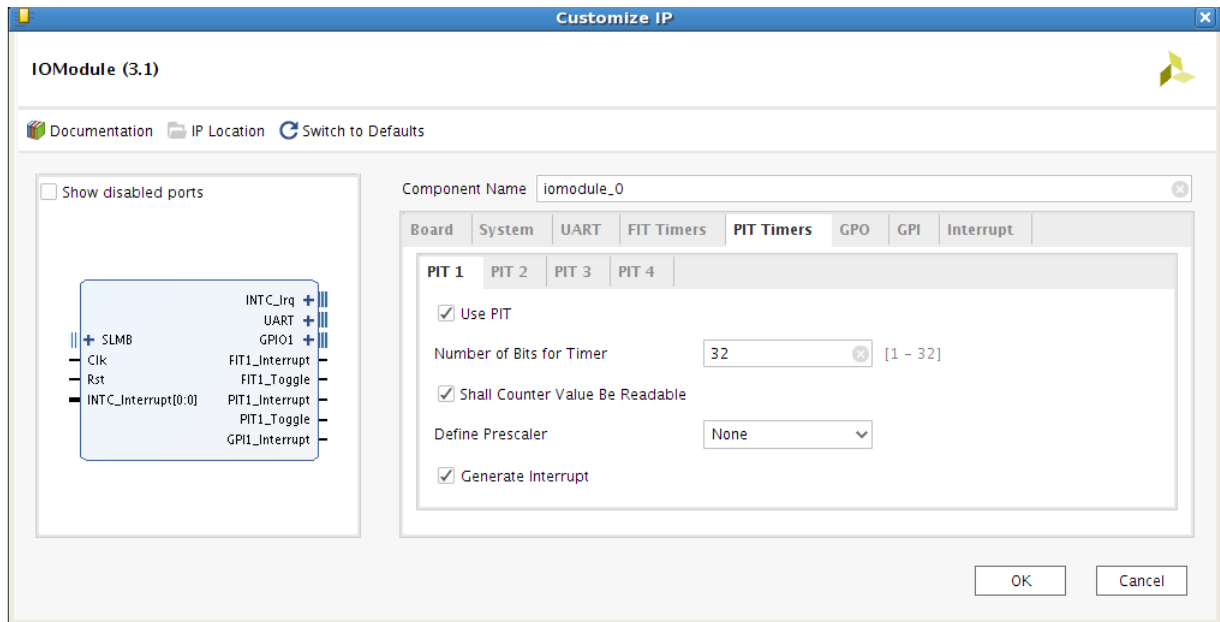 Customize IP
IOModule (3.1)
Documentation IP Location Switch to Defaults
Show disabled ports
INTC_Irq
UART
SLMB GPIO1
Clk FIT1_Interrupt
Rst FIT1_Toggle
INTC_Interrupt[0:0] PIT1_Interrupt
PIT1_Toggle
GPI1_Interrupt
Component Name iomodule_0
Board System UART FIT Timers PIT Timers GPO GPI Interrupt
PIT 1 PIT 2 PIT 3 PIT 4
Use PIT
Number of Bits for Timer 32 [1 - 32]
Shall Counter Value Be Readable
Define Prescaler None
Generate Interrupt
OK Cancel